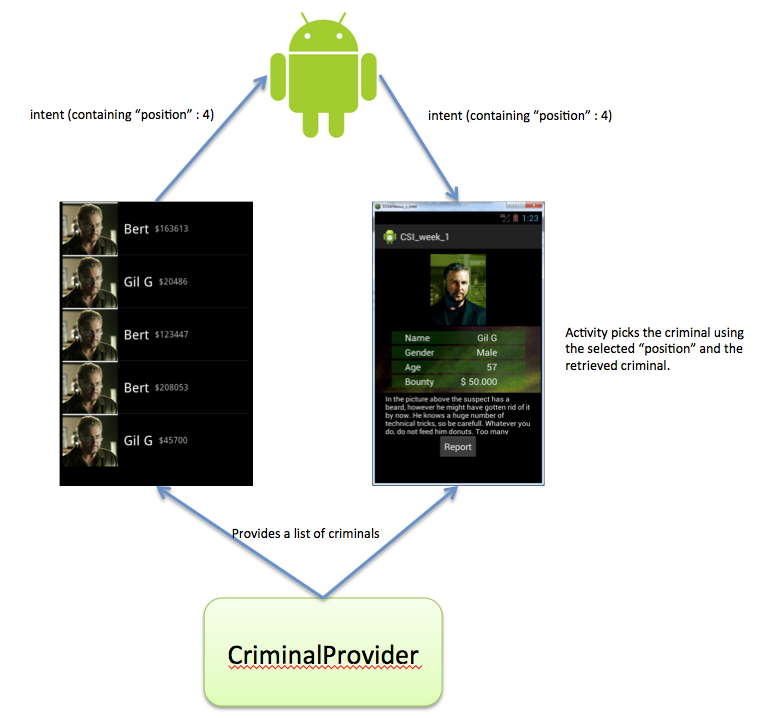 intent (containing “position” : 4)
intent (containing “position” : 4)
Bert $163613
Gil G $20486
Bert $123447
Bert $208053
Gil G $45700
1:23
CSI_week_1
Name Gil G
Gender Male
Age 57
Bounty $ 50.000
In the picture above the suspect has a
beard, however he might have gotten rid of it
by now. He knows a huge number of
technical tricks, so be carefull. Whatever you
do, do not feed him donuts. Too many
Report
Activity picks the criminal using
the selected “position” and the
retrieved criminal.
Provides a list of criminals
CriminalProvider